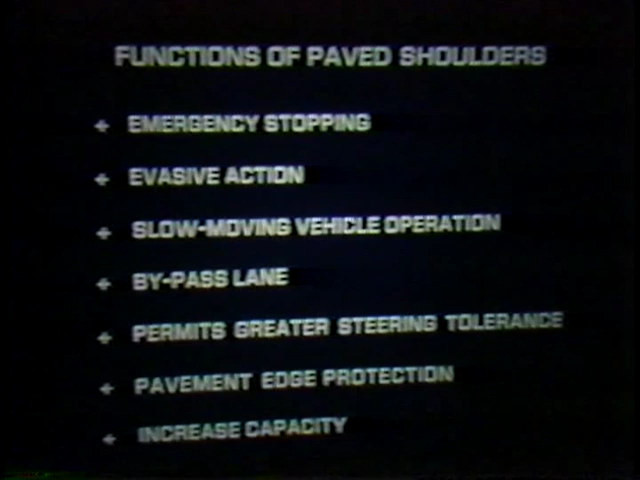 FUNCTIONS OF PAVED SHOULDERS
+ EMERGENCY STOPPING
+ EVASIVE ACTION
+ SLOW-MOVING VEHICLE OPERATION
+ BY-PASS LANE
+ PERMITS GREATER STEERING TOLERANCE
+ PAVEMENT EDGE PROTECTION
+ INCREASE CAPACITY